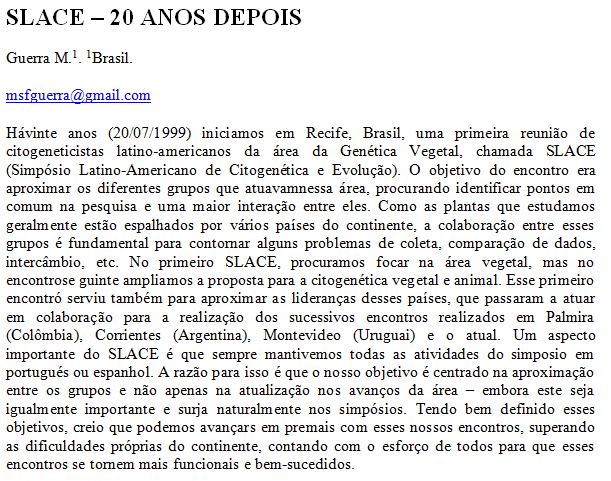 SLACE – 20 ANOS DEPOIS
Guerra M.¹. ¹Brasil.
msfguerra@gmail.com
Hávinte anos (20/07/1999) iniciamos em Recife, Brasil, uma primeira reunião de
citogeneticistas latino-americanos da área da Genética Vegetal, chamada SLACE
(Simpósio Latino-Americano de Citogenética e Evolução). O objetivo do encontro era
aproximar os diferentes grupos que atuavamnessa área, procurando identificar pontos em
comum na pesquisa e uma maior interação entre eles. Como as plantas que estudamos
geralmente estão espalhados por vários países do continente, a colaboração entre esses
grupos é fundamental para contornar alguns problemas de coleta, comparação de dados,
intercâmbio, etc. No primeiro SLACE, procuramos focar na área vegetal, mas no
encontrose guinte ampliamos a proposta para a citogenética vegetal e animal. Esse primeiro
encontró serviu também para aproximar as lideranças desses países, que passaram a atuar
em colaboração para a realização dos sucessivos encontros realizados em Palmira
(Colômbia), Corrientes (Argentina), Montevideo (Uruguai) e o atual. Um aspecto
importante do SLACE é que sempre mantivemos todas as atividades do simposio em
português ou espanhol. A razão para isso é que o nosso objetivo é centrado na aproximação
entre os grupos e não apenas na atualização nos avanços da área – embora este seja
igualmente importante e surja naturalmente nos simpósios. Tendo bem definido esses
objetivos, creio que podemos avançars em premais com esses nossos encontros, superando
as dificuldades próprias do continente, contando com o esforço de todos para que esses
encontros se tornem mais funcionais e bem-sucedidos.